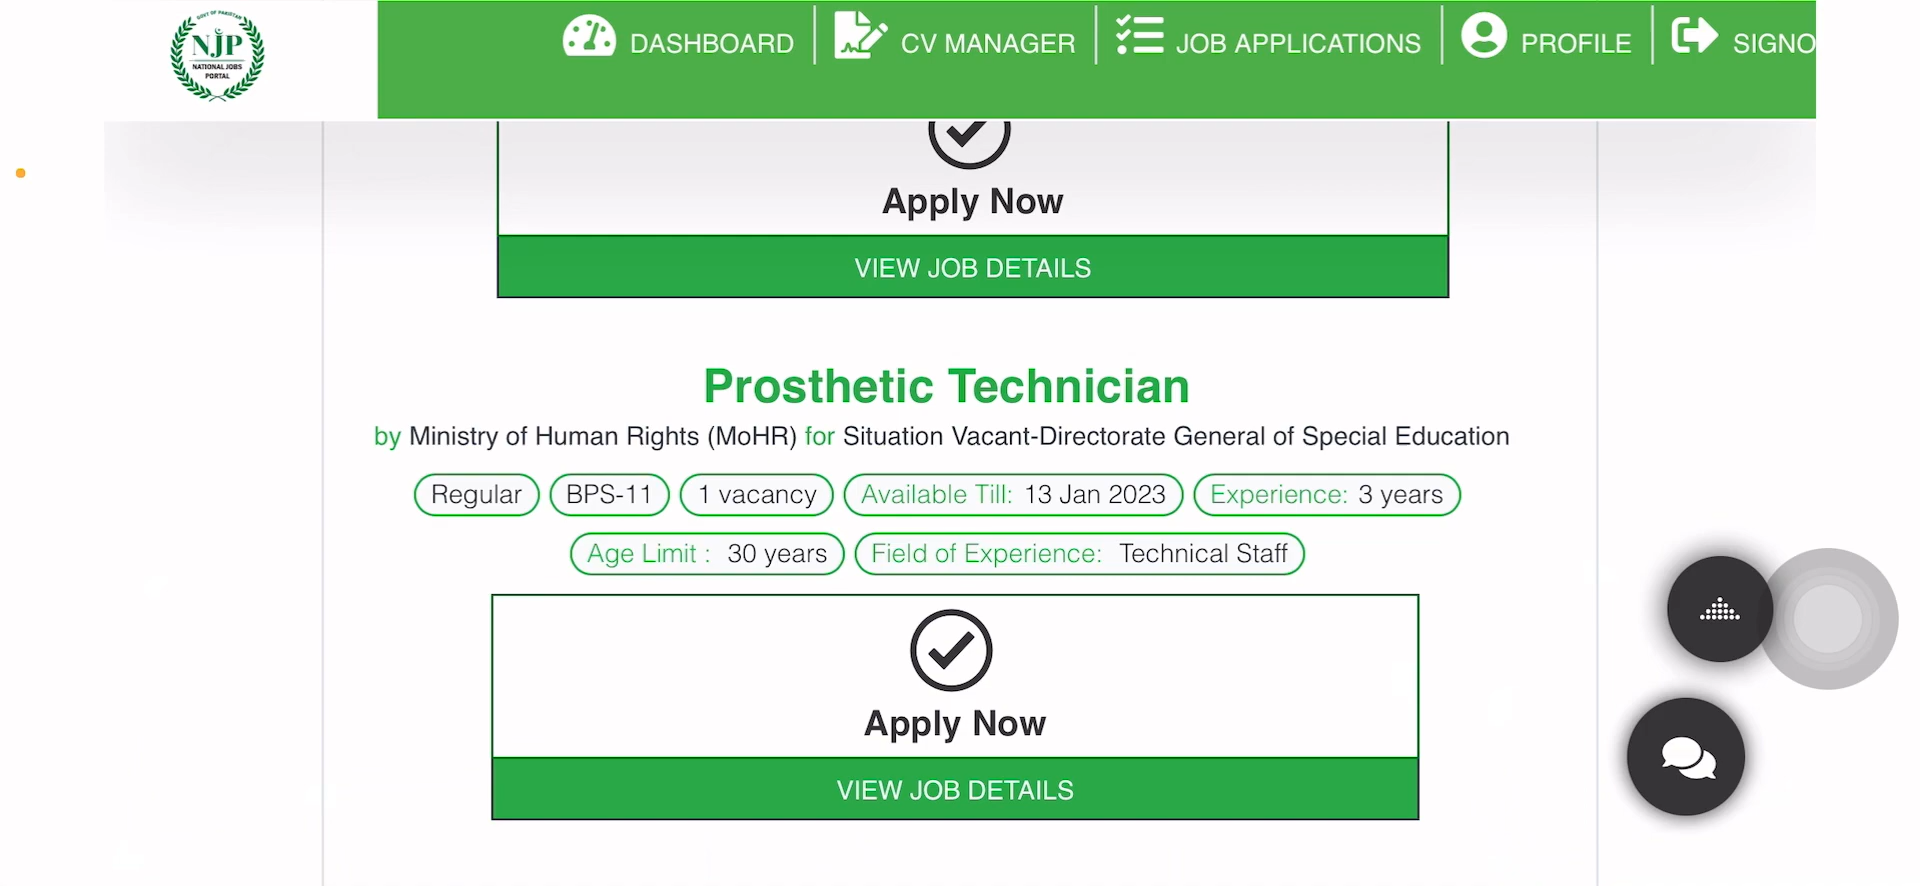 GOVT OF PAKISTAN
NJP
NATIONAL JOBS
PORTAL
DASHBOARD
CV MANAGER
JOB APPLICATIONS
PROFILE
SIGNO
Apply Now
VIEW JOB DETAILS
Prosthetic Technician
by Ministry of Human Rights (MoHR) for Situation Vacant-Directorate General of Special Education
Regular BPS-11 1 vacancy Available Till: 13 Jan 2023 Experience: 3 years
Age Limit : 30 years Field of Experience: Technical Staff
Apply Now
VIEW JOB DETAILS